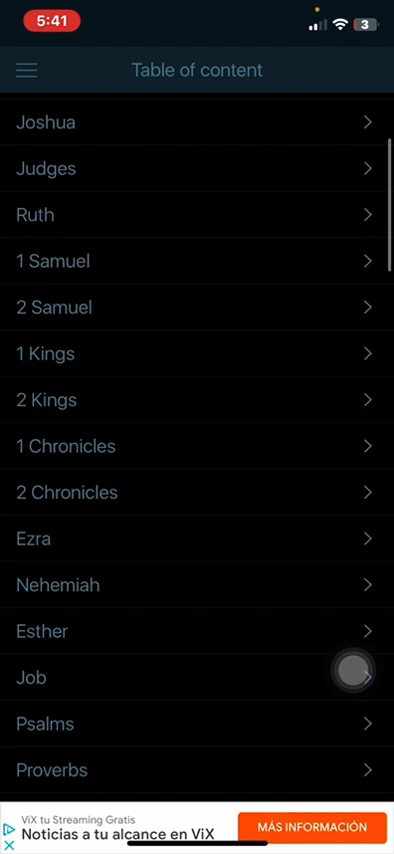 5:41
3
Table of content
Joshua
Judges
Ruth
1 Samuel
2 Samuel
1 Kings
2 Kings
1 Chronicles
2 Chronicles
Ezra
Nehemiah
Esther
Job
Psalms
Proverbs
ViX tu Streaming Gratis
Noticias a tu alcance en ViX
MÁS INFORMACIÓN